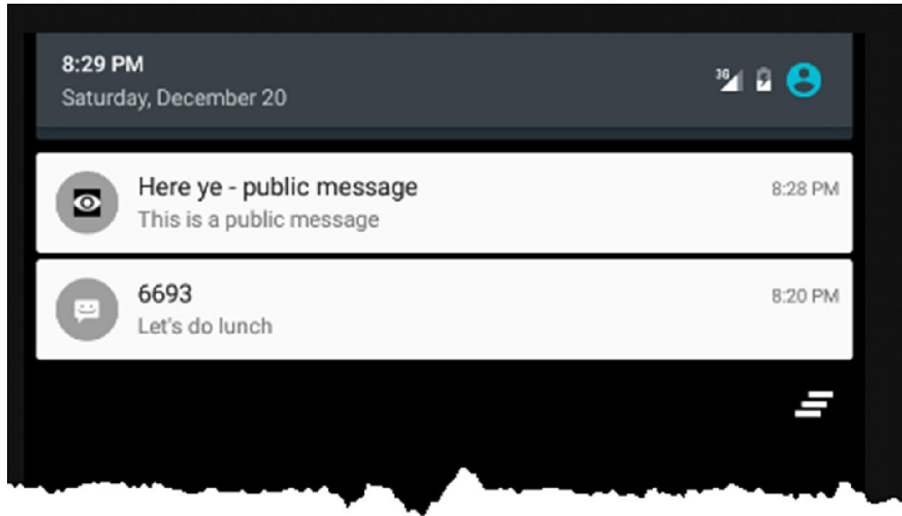 8:29 PM
Saturday, December 20
3G
Here ye - public message
8:28 PM
This is a public message
6693
8:20 PM
Let's do lunch